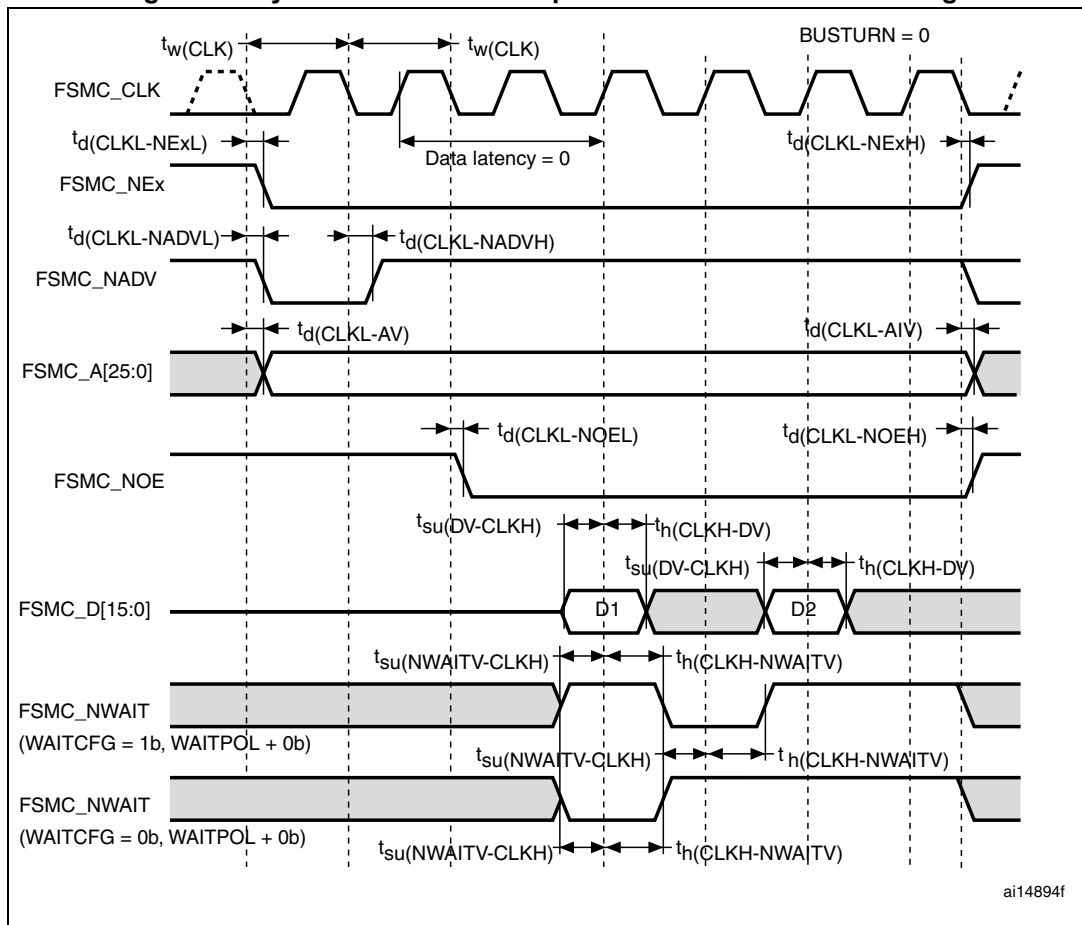 tw(CLK) tw(CLK) BUSTURN = 0
FSMC_CLK
td(CLKL-NExL) Data latency = 0 td(CLKL-NExH)
FSMC_NEx
td(CLKL-NADVL) td(CLKL-NADVH)
FSMC_NADV
td(CLKL-AV) td(CLKL-AIV)
FSMC_A[25:0]
td(CLKL-NOEL) td(CLKL-NOEH)
FSMC_NOE
tsu(DV-CLKH) th(CLKH-DV)
tsu(DV-CLKH) th(CLKH-DV)
FSMC_D[15:0] D1 D2
tsu(NWAITV-CLKH) th(CLKH-NWAITV)
FSMC_NWAIT
(WAITCFG = 1b, WAITPOL + 0b)
tsu(NWAITV-CLKH) th(CLKH-NWAITV)
FSMC_NWAIT
(WAITCFG = 0b, WAITPOL + 0b)
tsu(NWAITV-CLKH) th(CLKH-NWAITV)
ai14894f